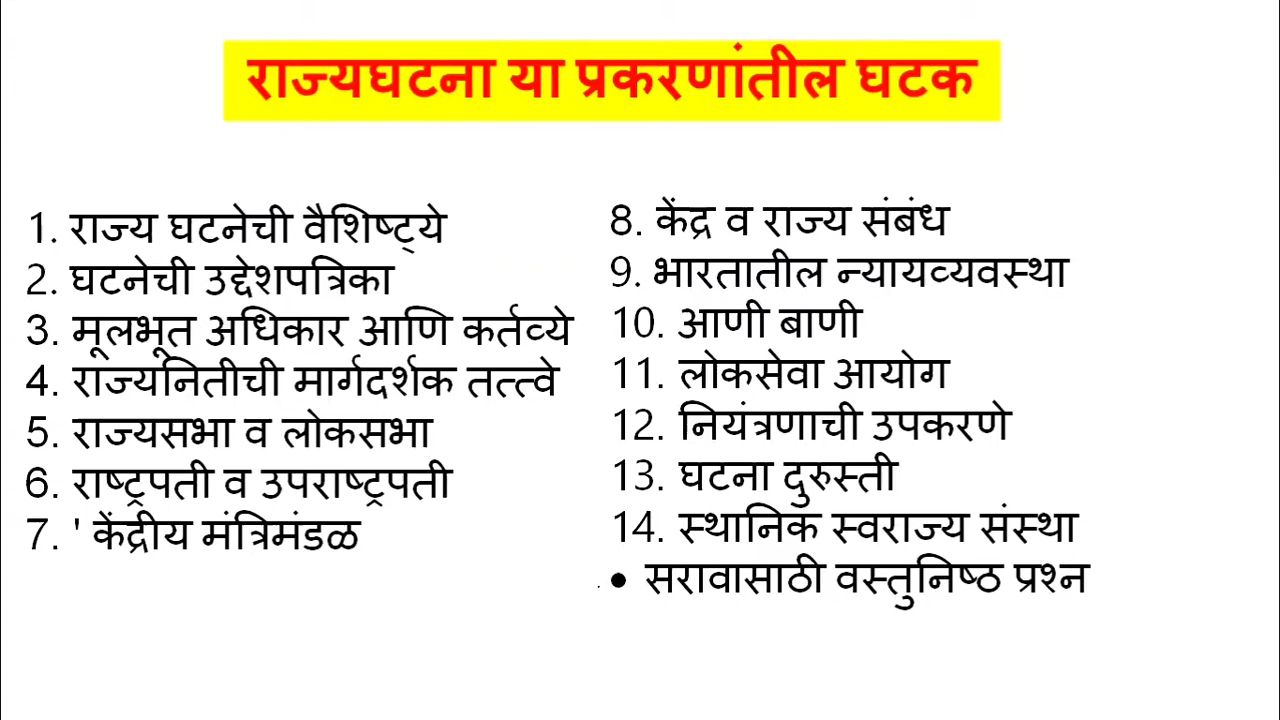 राज्यघटना या प्रकरणांतील घटक
1. राज्य घटनेची वैशिष्ट्ये
2. घटनेची उद्देशपत्रिका
3. मूलभूत अधिकार आणि कर्तव्ये
4. राज्यनितीची मार्गदर्शक तत्त्वे
5. राज्यसभा व लोकसभा
6. राष्ट्रपती व उपराष्ट्रपती
7. ' केंद्रीय मंत्रिमंडळ
8. केंद्र व राज्य संबंध
9. भारतातील न्यायव्यवस्था
10. आणी बाणी
11. लोकसेवा आयोग
12. नियंत्रणाची उपकरणे
13. घटना दुरुस्ती
14. स्थानिक स्वराज्य संस्था
• सरावासाठी वस्तुनिष्ठ प्रश्न